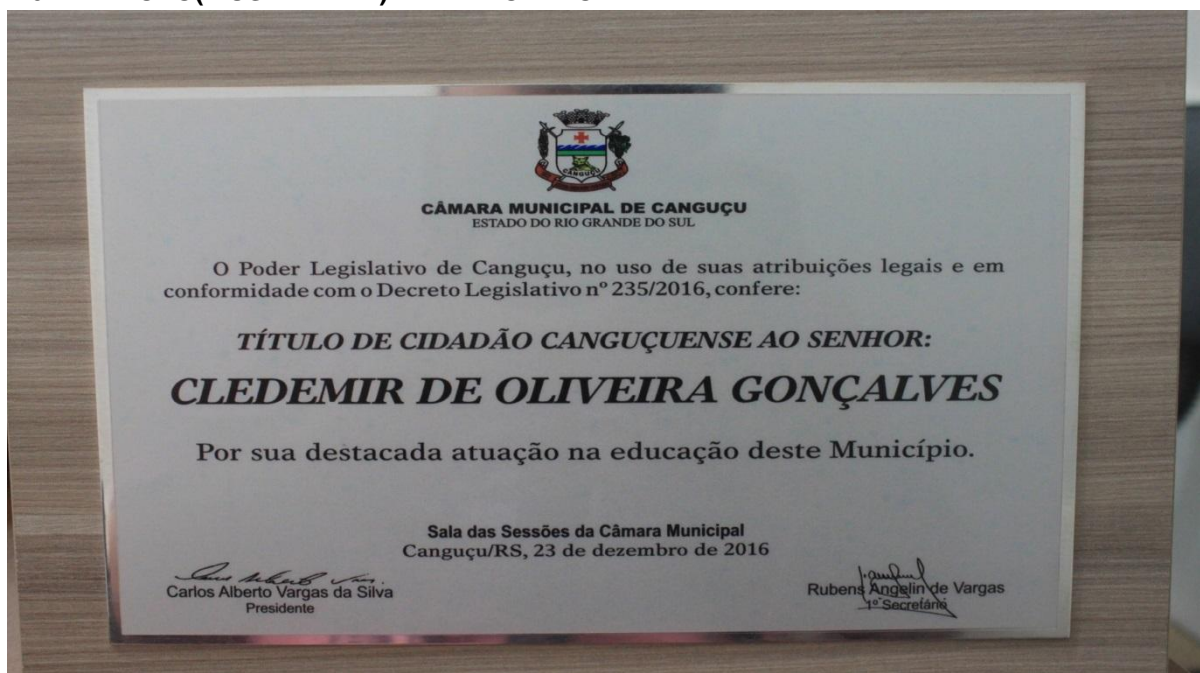 CANGUÇU
CÂMARA MUNICIPAL DE CANGUÇU
ESTADO DO RIO GRANDE DO SUL
O Poder Legislativo de Canguçu, no uso de suas atribuições legais e em
conformidade com o Decreto Legislativo nº 235/2016, confere:
TÍTULO DE CIDADÃO CANGUÇUENSE AO SENHOR:
CLEDEMIR DE OLIVEIRA GONÇALVES
Por sua destacada atuação na educação deste Município.
Sala das Sessões da Câmara Municipal
Canguçu/RS, 23 de dezembro de 2016
Carlos Alberto Vargas da Silva
Presidente
Rubens Angelin de Vargas
1º Secretário